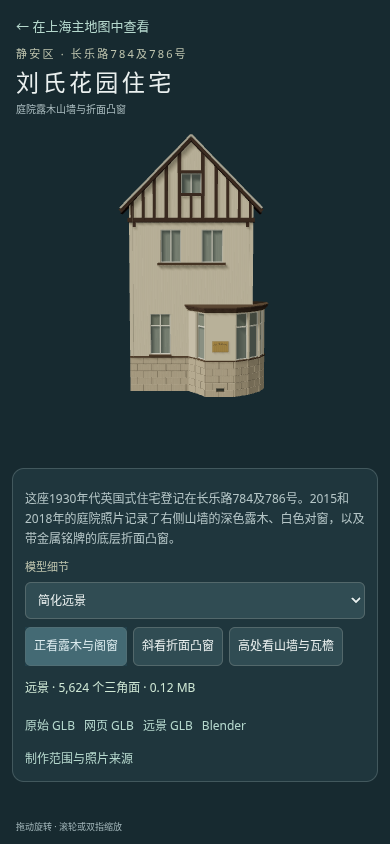 ← 在上海主地图中查看
静安区 · 长乐路784及786号
刘氏花园住宅
庭院露木山墙与折面凸窗
这座1930年代英国式住宅登记在长乐路784及786号。2015和
2018年的庭院照片记录了右侧山墙的深色露木、白色对窗，以及
带金属铭牌的底层折面凸窗。
模型细节
简化远景
正看露木与阁窗 斜看折面凸窗 高处看山墙与瓦檐
远景 · 5,624 个三角面 · 0.12 MB
原始 GLB 网页 GLB 远景 GLB Blender
制作范围与照片来源
拖动旋转 · 滚轮或双指缩放